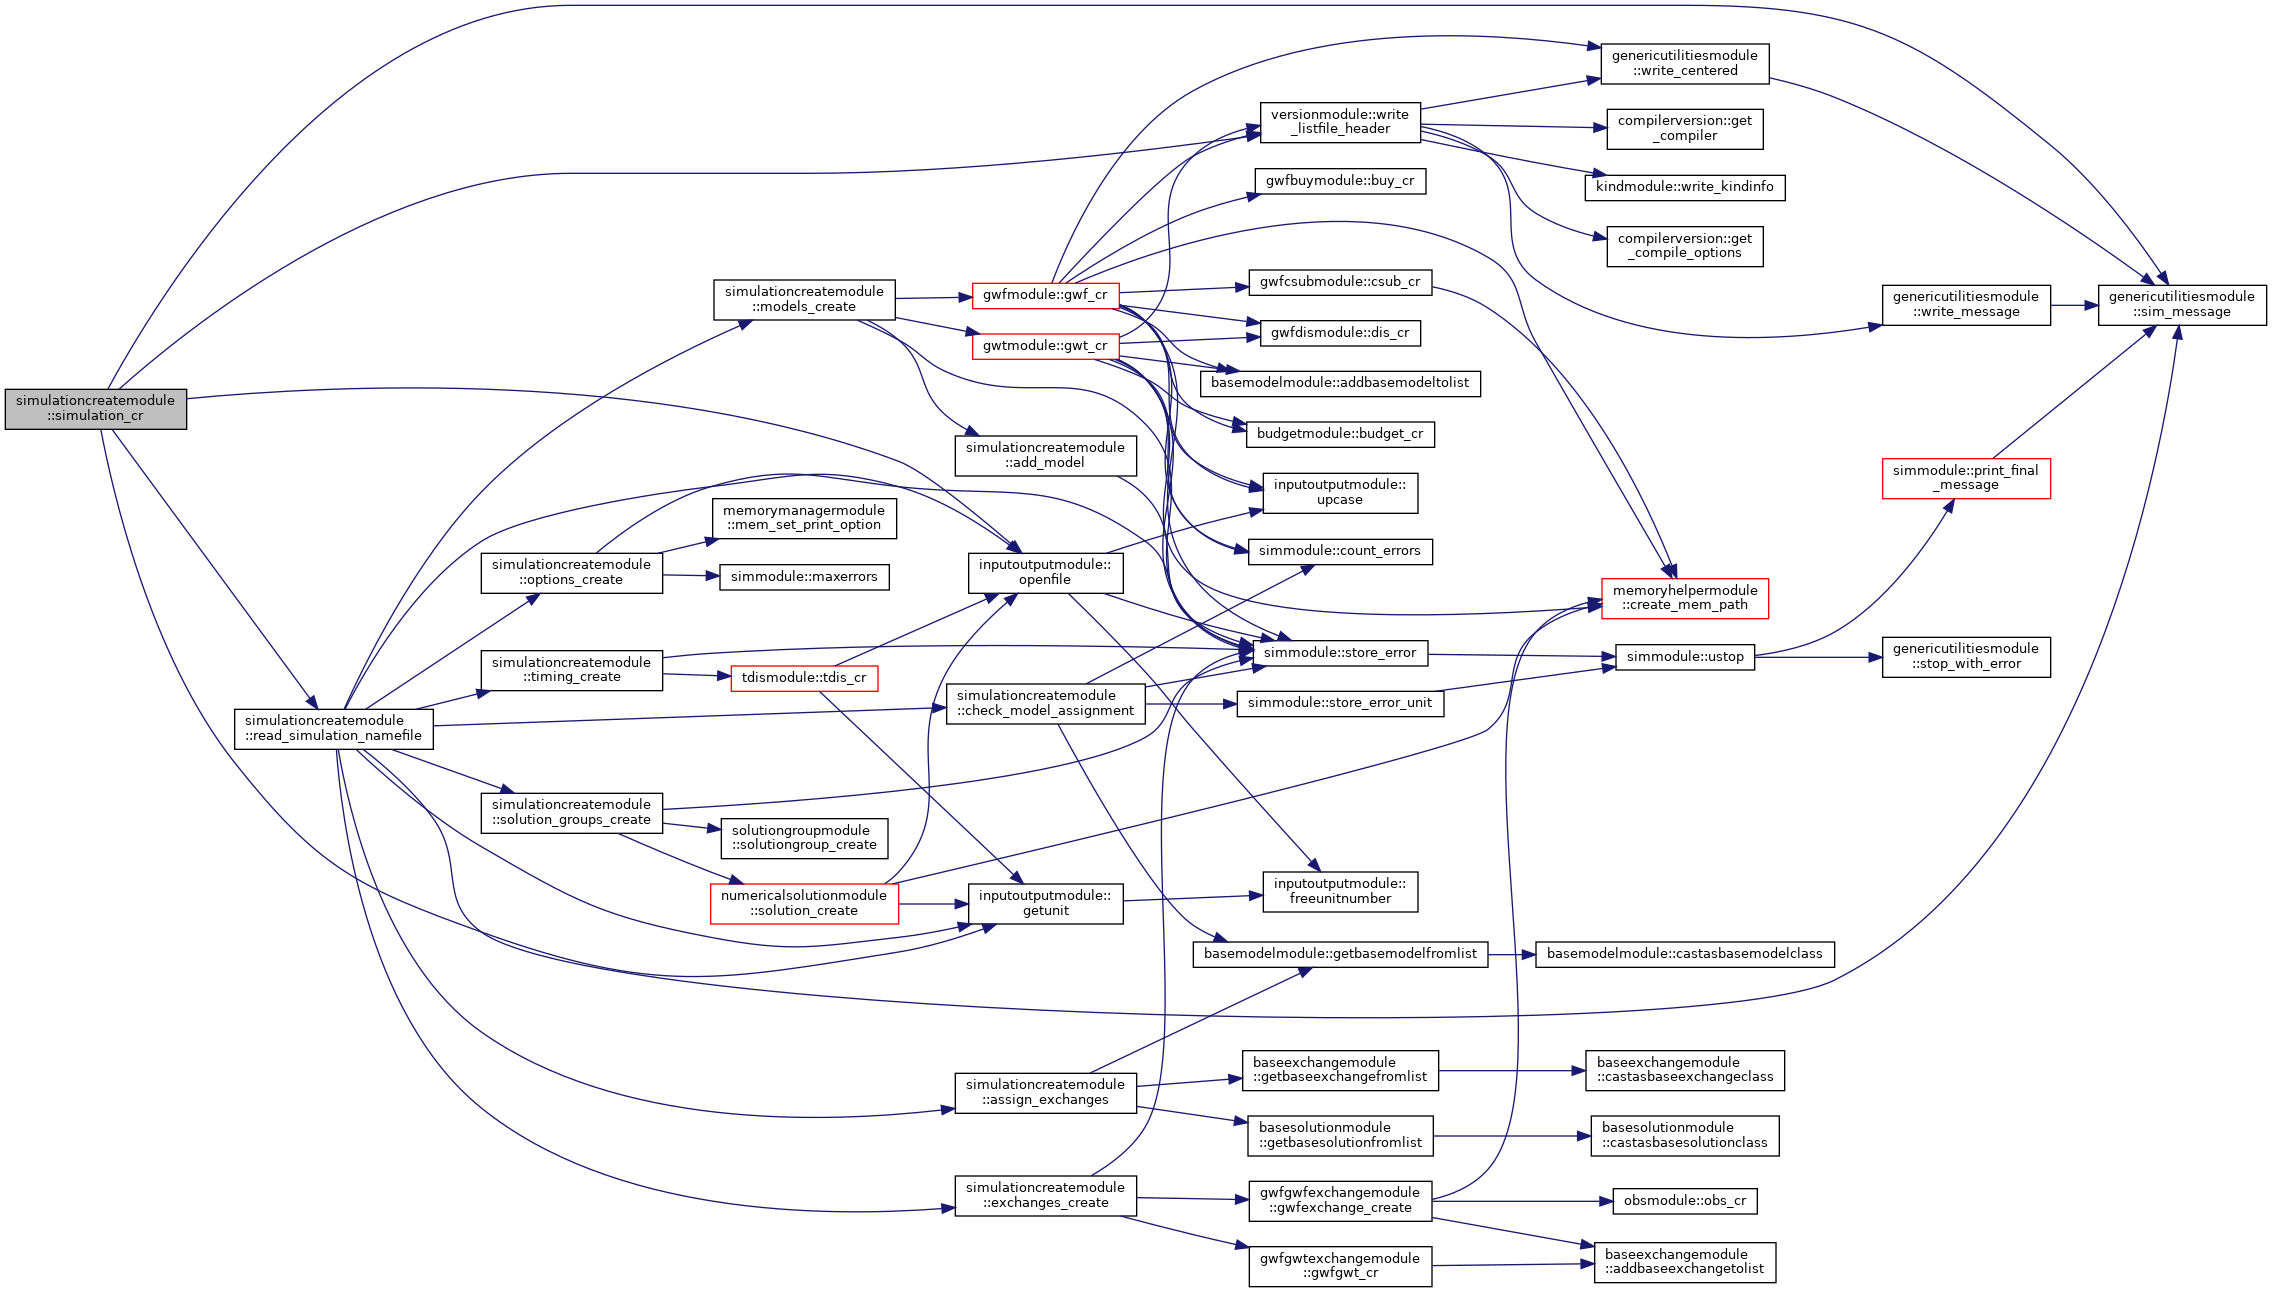 simulationcreatemodule
::simulation_cr
simulationcreatemodule
::read_simulation_namefile
simulationcreatemodule
::options_create
simulationcreatemodule
::timing_create
simulationcreatemodule
::solution_groups_create
simulationcreatemodule
::models_create
memorymanagermodule
::mem_set_print_option
simmodule::maxerrors
tdismodule::tdis_cr
solutiongroupmodule
::solutiongroup_create
numericalsolutionmodule
::solution_create
gwfmodule::gwf_cr
gwtmodule::gwt_cr
simulationcreatemodule
::add_model
inputoutputmodule::
openfile
simulationcreatemodule
::check_model_assignment
inputoutputmodule::
getunit
simulationcreatemodule
::assign_exchanges
simulationcreatemodule
::exchanges_create
versionmodule::write
_listfile_header
gwfbuymodule::buy_cr
gwfcsubmodule::csub_cr
gwfdismodule::dis_cr
basemodelmodule::addbasemodeltolist
budgetmodule::budget_cr
inputoutputmodule::
upcase
simmodule::count_errors
simmodule::store_error
simmodule::store_error_unit
inputoutputmodule::
freeunitnumber
basemodelmodule::getbasemodelfromlist
baseexchangemodule
::getbaseexchangefromlist
basesolutionmodule
::getbasesolutionfromlist
gwfgwfexchangemodule
::gwfexchange_create
gwfgwtexchangemodule
::gwfgwt_cr
genericutilitiesmodule
::write_centered
compilerversion::get
_compiler
kindmodule::write_kindinfo
compilerversion::get
_compile_options
memoryhelpermodule
::create_mem_path
simmodule::ustop
basemodelmodule::castasbasemodelclass
baseexchangemodule
::castasbaseexchangeclass
basesolutionmodule
::castasbasesolutionclass
obsmodule::obs_cr
baseexchangemodule
::addbaseexchangetolist
genericutilitiesmodule
::write_message
simmodule::print_final
_message
genericutilitiesmodule
::stop_with_error
genericutilitiesmodule
::sim_message